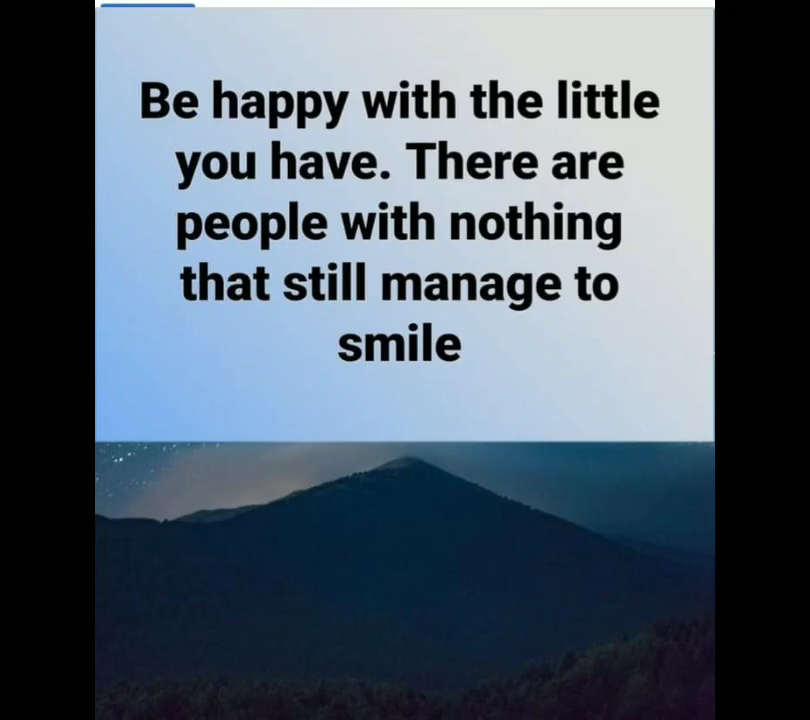 Be happy with the little
you have. There are
people with nothing
that still manage to
smile